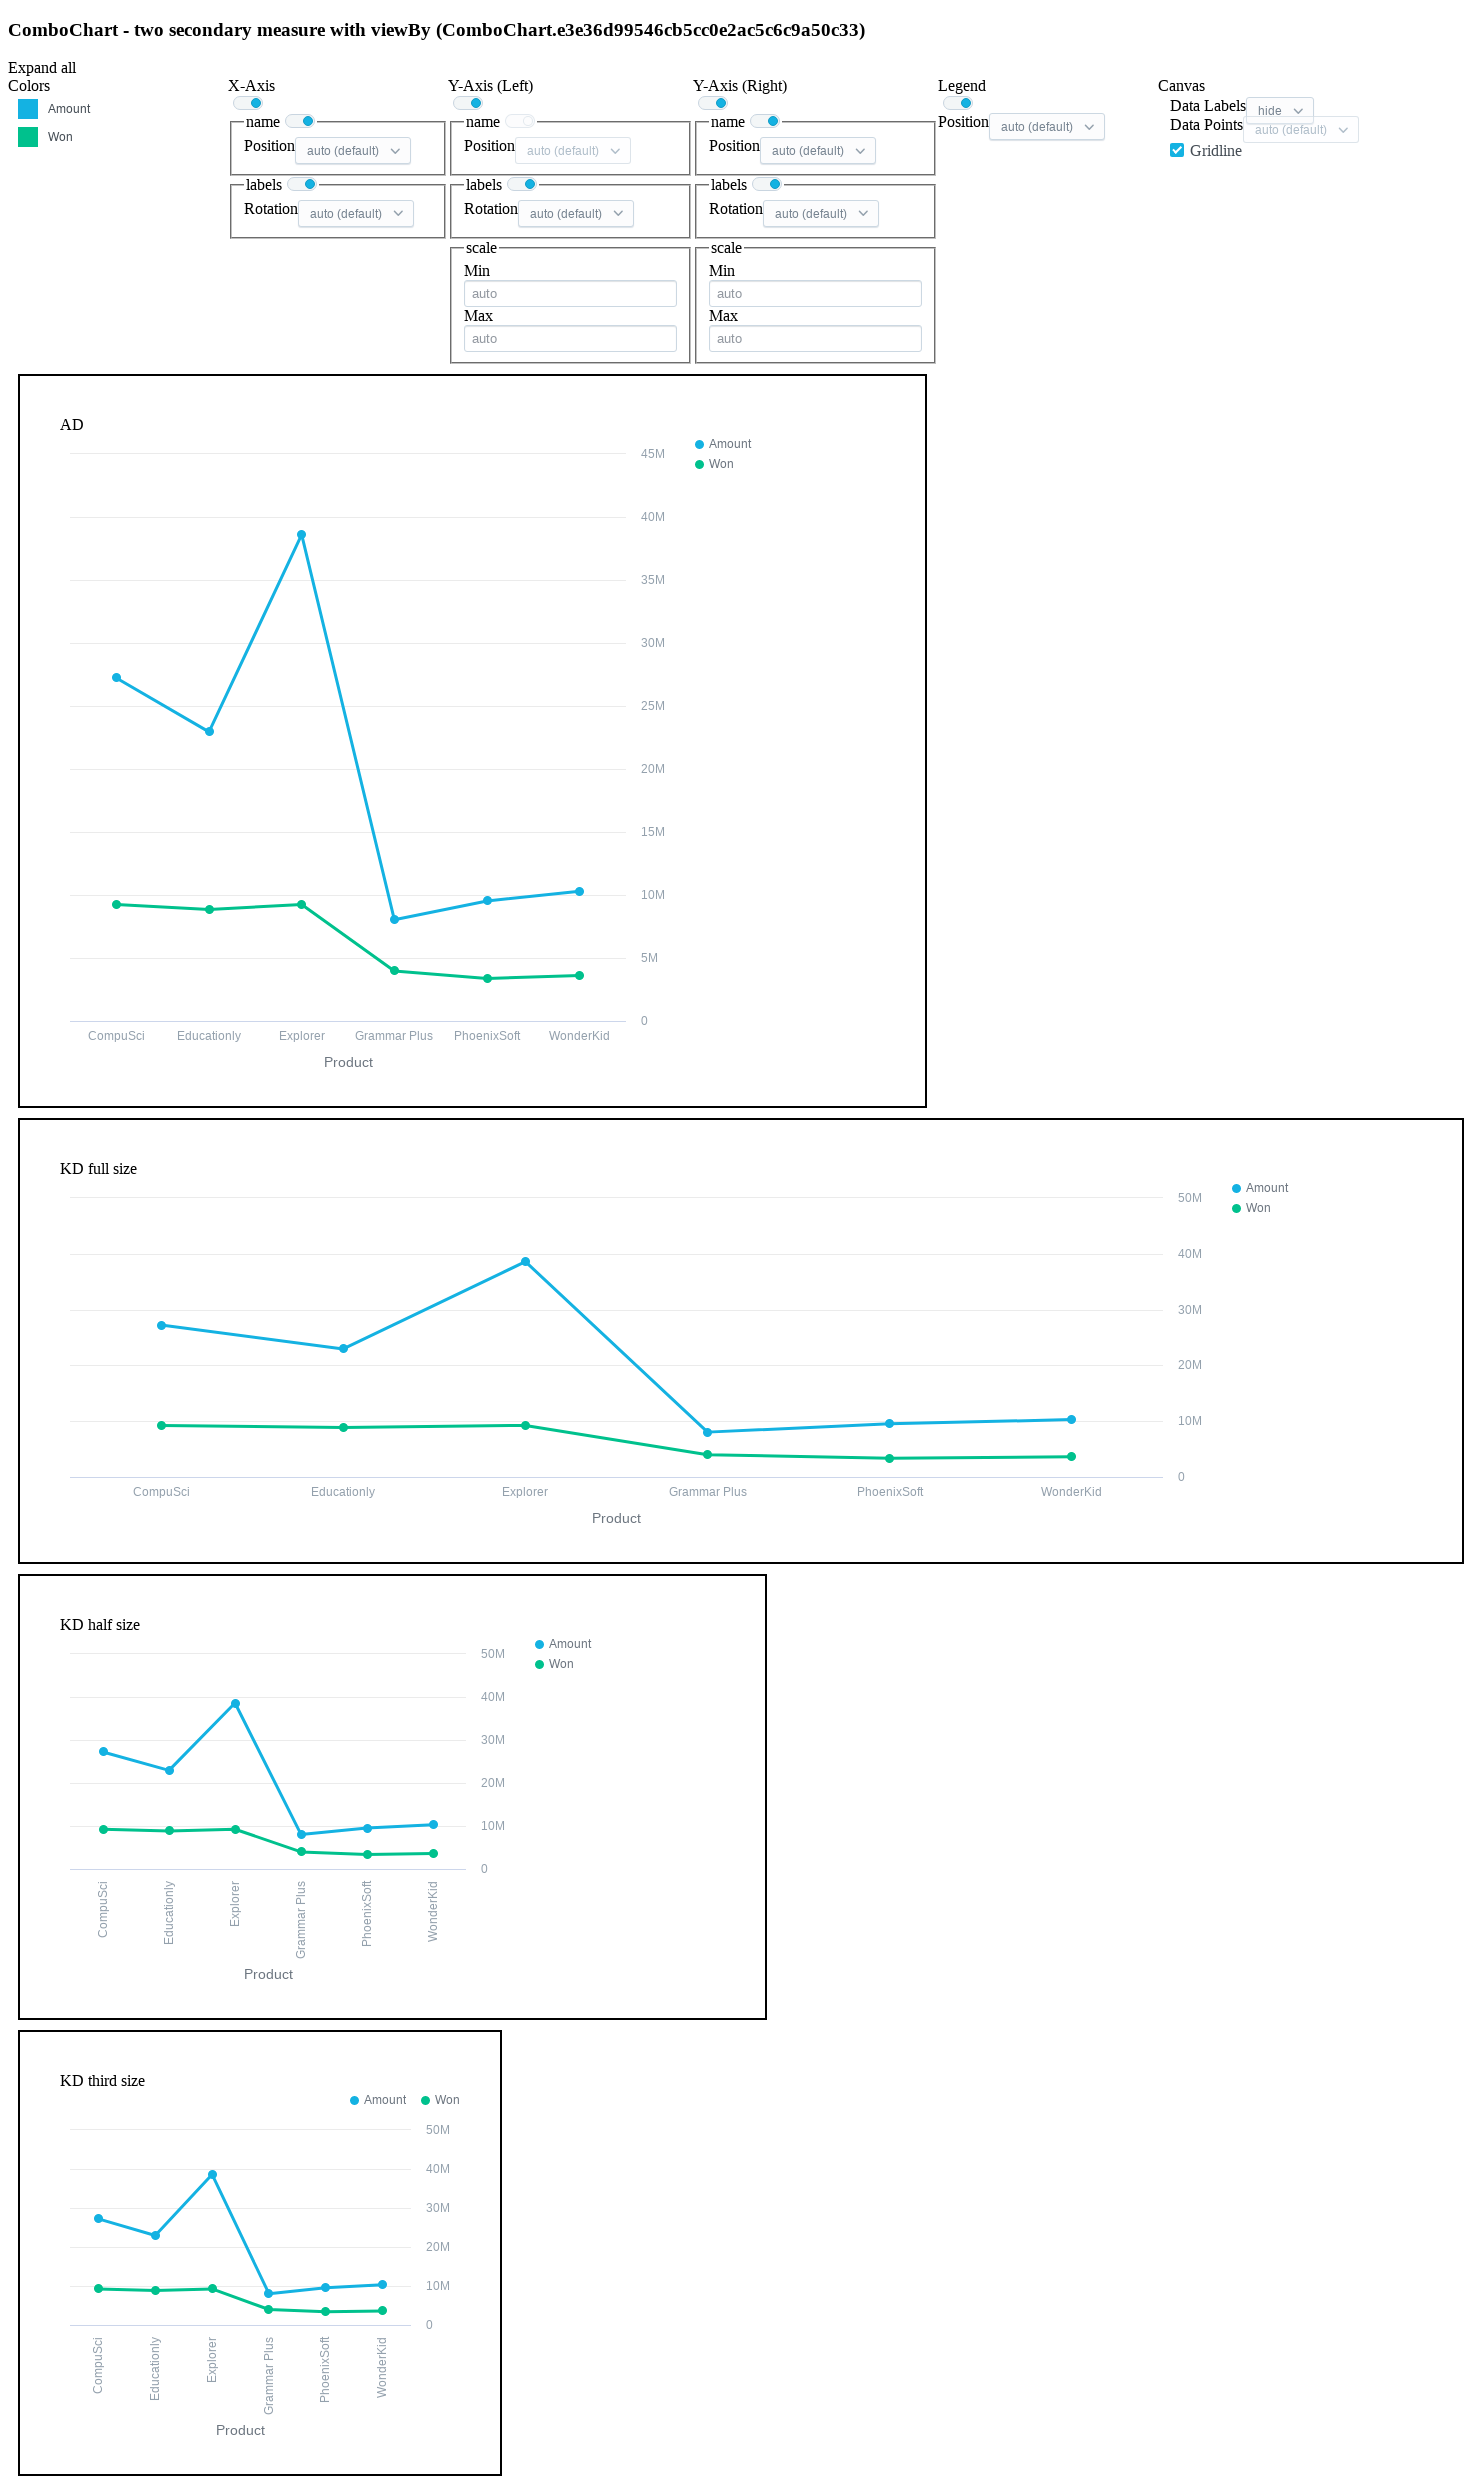 ComboChart - two secondary measure with viewBy (ComboChart.e3e36d99546cb5cc0e2ac5c6c9a50c33)
Expand all
Colors
Amount
Won
X-Axis
name
Position auto (default)
labels
Rotation auto (default)
Y-Axis (Left)
name
Position auto (default)
labels
Rotation auto (default)
scale
Min
auto
Max
auto
Y-Axis (Right)
name
Position auto (default)
labels
Rotation auto (default)
scale
Min
auto
Max
auto
Legend
Position auto (default)
Canvas
Data Labels hide
Data Points auto (default)
Gridline
AD
Amount
Won
45M
40M
35M
30M
25M
20M
15M
10M
5M
0
CompuSci Educationly Explorer Grammar Plus PhoenixSoft WonderKid
Product
KD full size
Amount
Won
50M
40M
30M
20M
10M
0
CompuSci Educationly Explorer Grammar Plus PhoenixSoft WonderKid
Product
KD half size
Amount
Won
50M
40M
30M
20M
10M
0
CompuSci Educationly Explorer Grammar Plus PhoenixSoft WonderKid
Product
KD third size
Amount Won
50M
40M
30M
20M
10M
0
CompuSci Educationly Explorer Grammar Plus PhoenixSoft WonderKid
Product